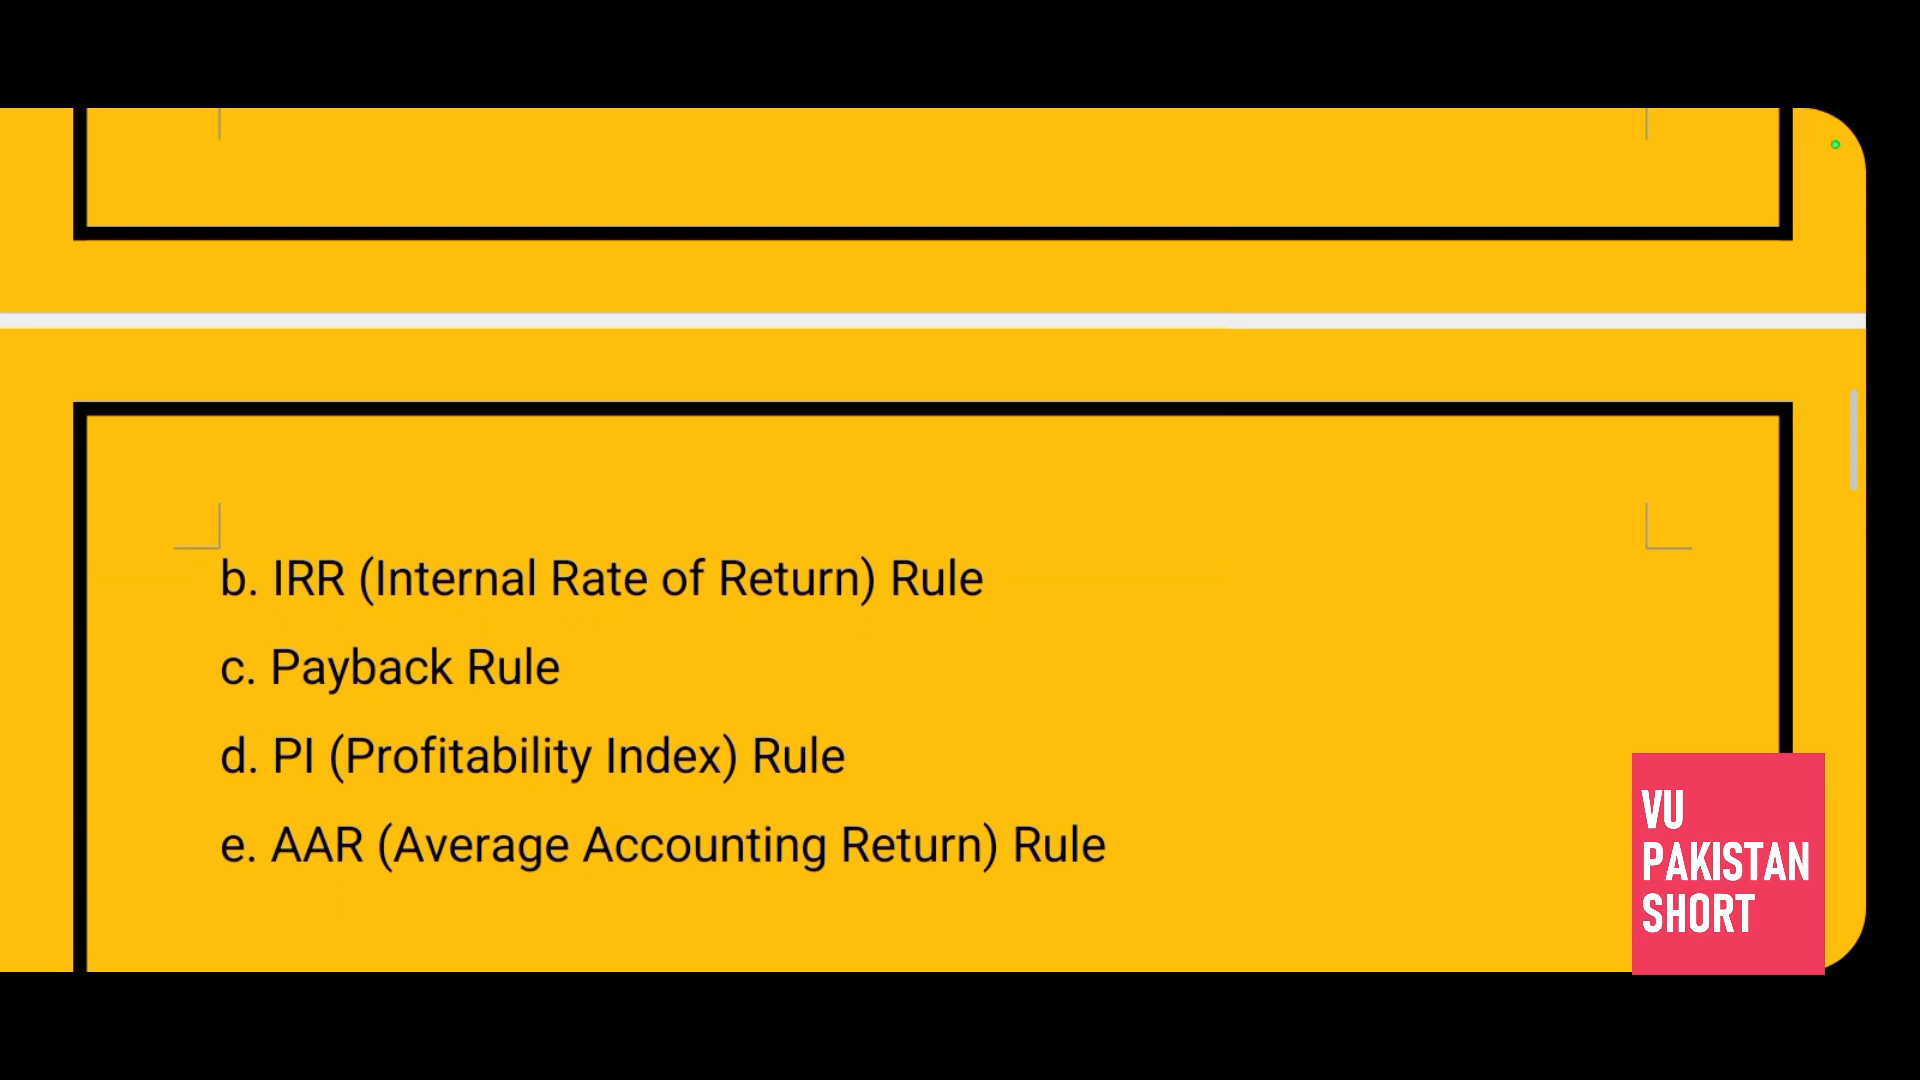 b. IRR (Internal Rate of Return) Rule
c. Payback Rule
d. PI (Profitability Index) Rule
e. AAR (Average Accounting Return) Rule
VU
PAKISTAN
SHORT